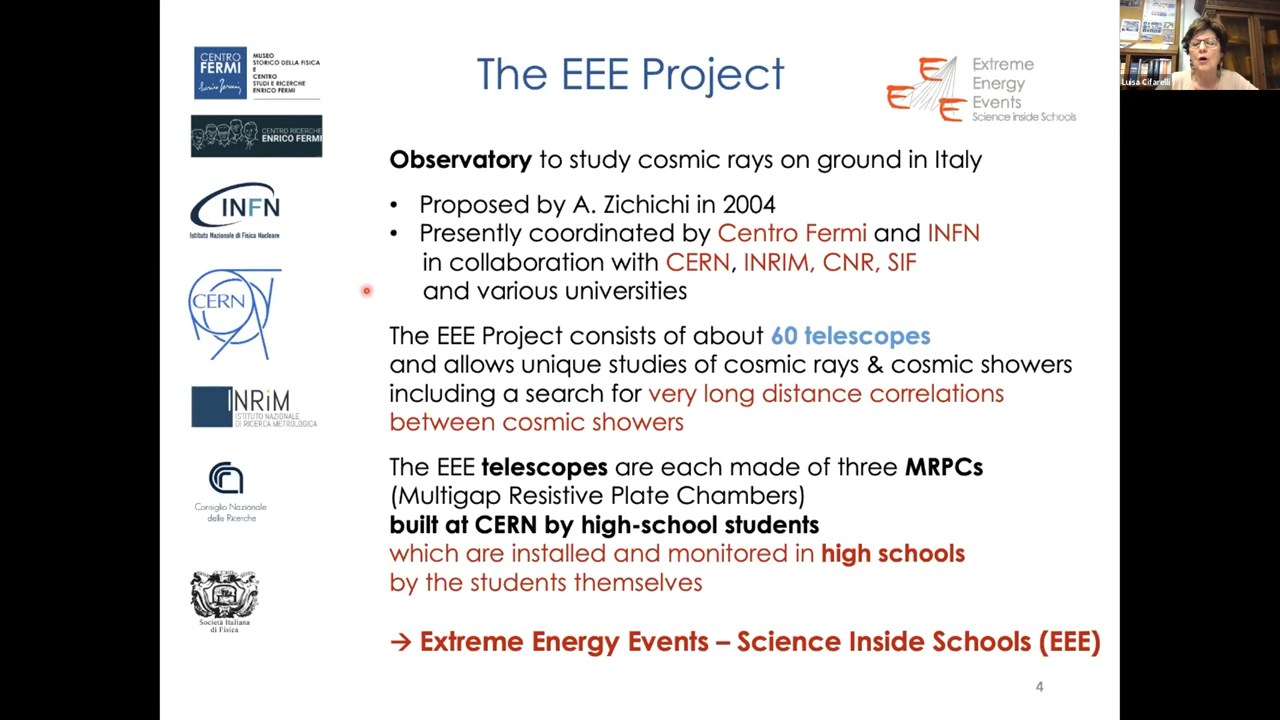 CENTRO
FERMI
MUSEO
STORICO DELLA FISICA
E
CENTRO
STUDI E RICERCHE
ENRICO FERMI
CENTRO RICERCHE
ENRICO FERMI
INFN
Istituto Nazionale di Fisica Nucleare
CERN
INRiM
ISTITUTO NAZIONALE
DI RICERCA METROLOGICA
Consiglio Nazionale
delle Ricerche
Società Italiana
di Fisica
The EEE Project
EEE
Extreme
Energy
Events
Science Inside Schools
Luisa Cifarelli
Observatory to study cosmic rays on ground in Italy
• Proposed by A. Zichichi in 2004
• Presently coordinated by Centro Fermi and INFN
in collaboration with CERN, INRIM, CNR, SIF
and various universities
The EEE Project consists of about 60 telescopes
and allows unique studies of cosmic rays & cosmic showers
including a search for very long distance correlations
between cosmic showers
The EEE telescopes are each made of three MRPCs
(Multigap Resistive Plate Chambers)
built at CERN by high-school students
which are installed and monitored in high schools
by the students themselves
→ Extreme Energy Events – Science Inside Schools (EEE)
4